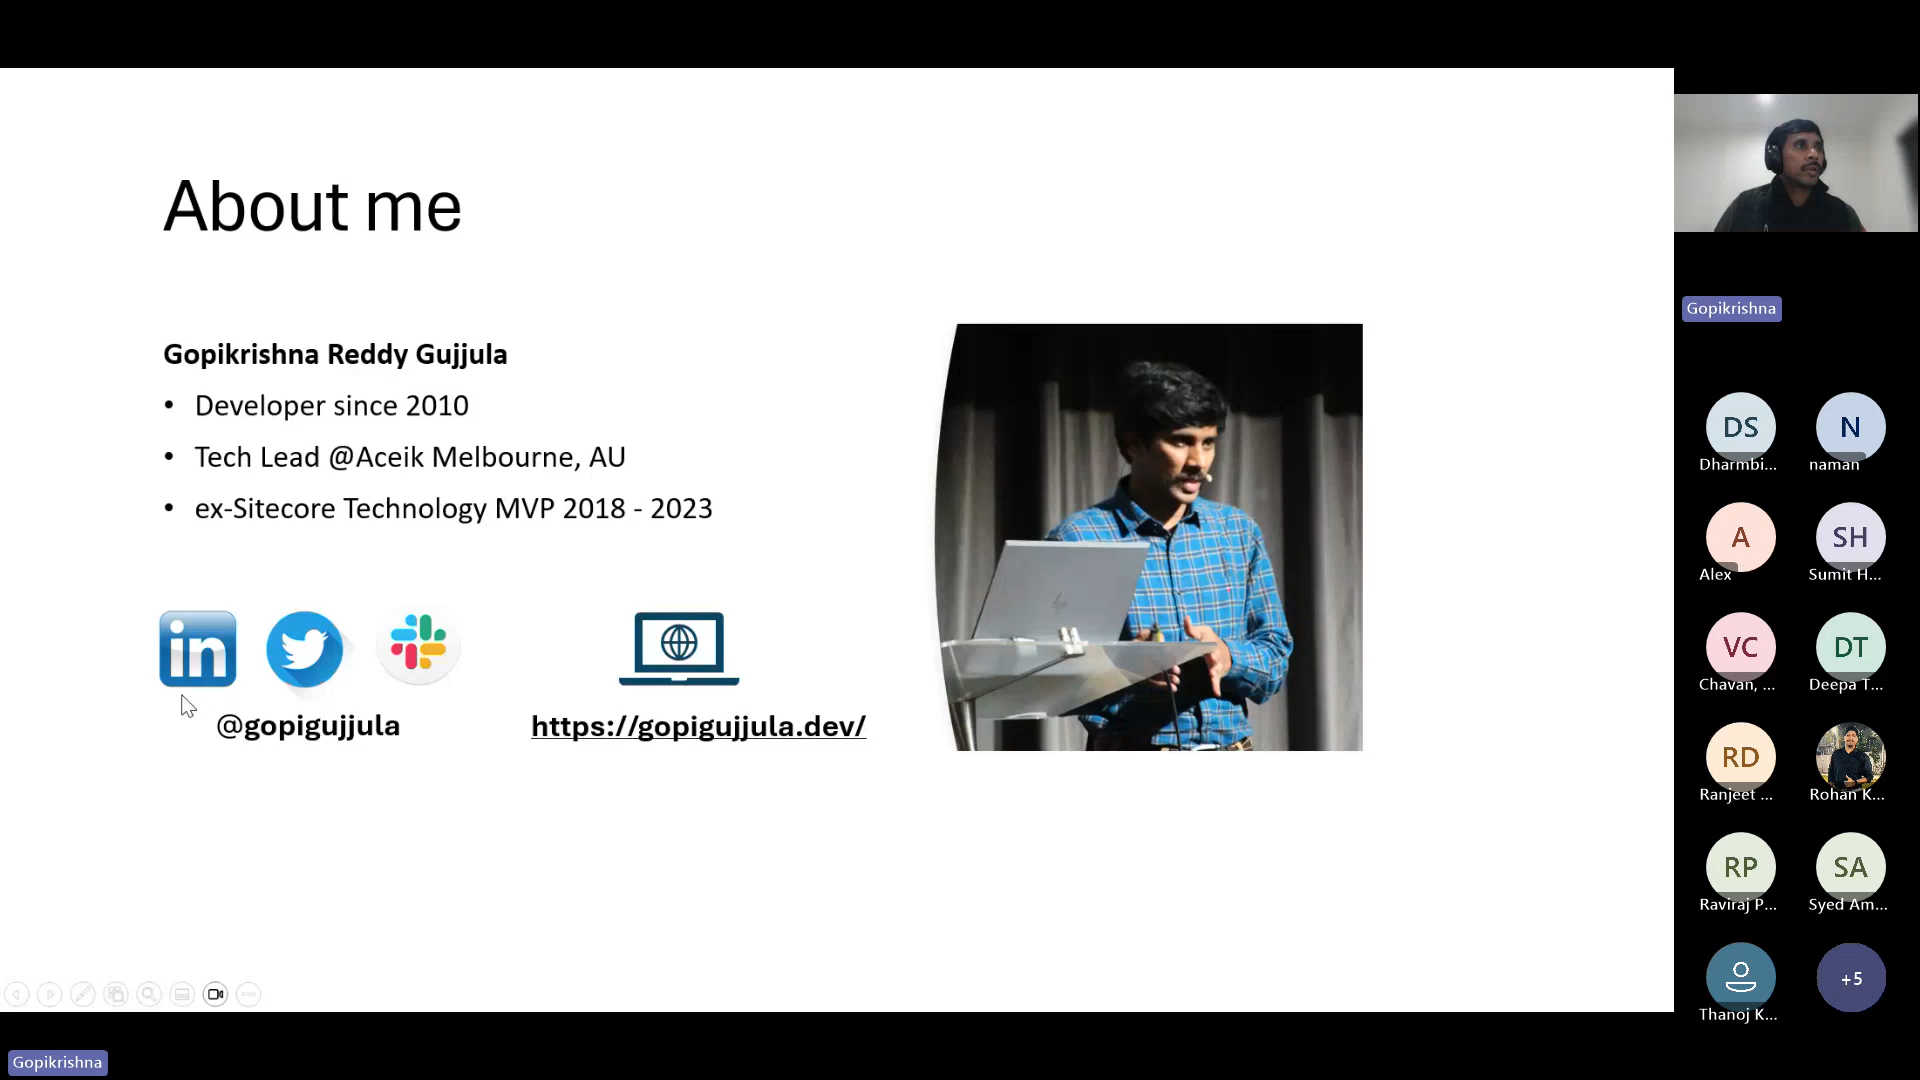 About me
Gopikrishna Reddy Gujjula
• Developer since 2010
• Tech Lead @Aceik Melbourne, AU
• ex-Sitecore Technology MVP 2018 - 2023
in
@gopigujjula
https://gopigujjula.dev/
hp
Gopikrishna
DS
Dharmbi...
N
naman
A
Alex
SH
Sumit H...
VC
Chavan, ...
DT
Deepa T...
RD
Ranjeet ...
Rohan K...
RP
Raviraj P...
SA
Syed Am...
Thanoj K...
+5
Gopikrishna